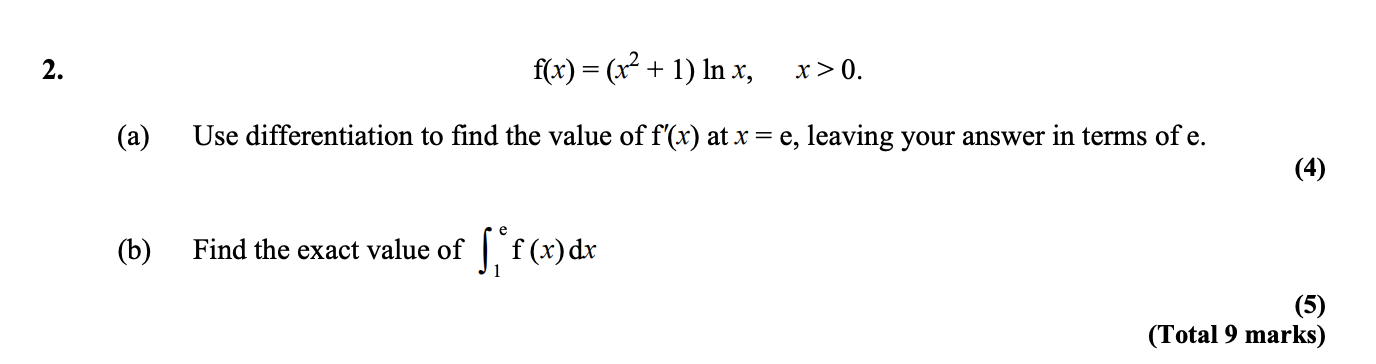 2. f(x) = (x² + 1) ln x, x > 0.
(a) Use differentiation to find the value of f′(x) at x = e, leaving your answer in terms of e.
(4)
(b) Find the exact value of ∫₁ᵉ f (x) dx
(5)
(Total 9 marks)